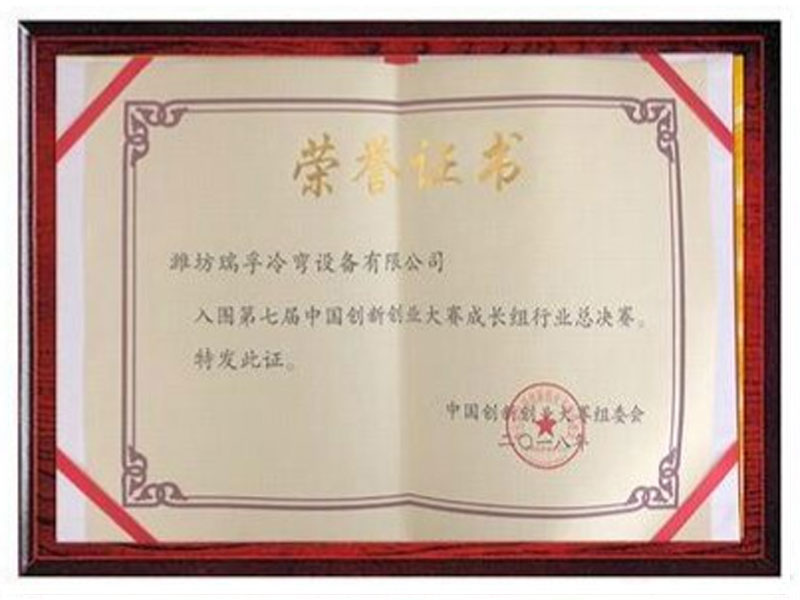 荣誉证书
潍坊瑞孚冷弯设备有限公司
入围第七届中国创新创业大赛成长组行业总决赛。
特发此证。
中国创新创业大赛组委会
二〇一八年